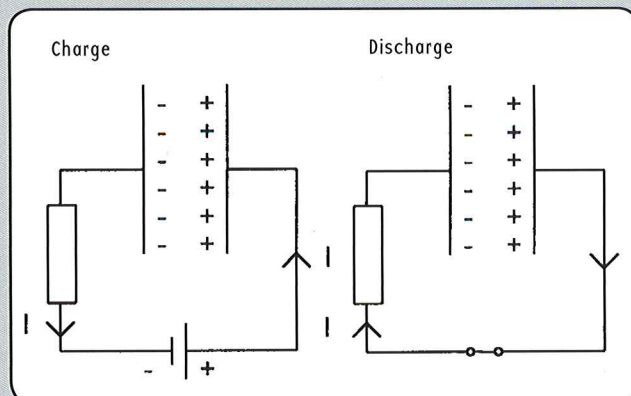 Charge
Discharge
- + - +
- + - +
- + - +
- + - +
- + - +
- + - +
I
I I
- +